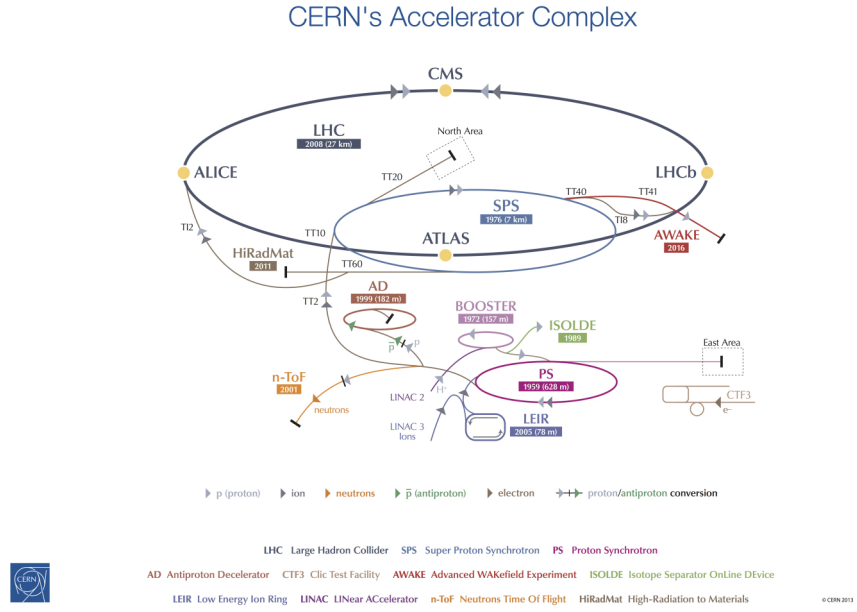 CERN's Accelerator Complex
CMS
LHC
2008 (27 km)
North Area
ALICE
LHCb
TT20
TT40
TT41
SPS
1976 (7 km)
TI2
TT10
TI8
ATLAS
AWAKE
2016
HiRadMat
2011
TT60
AD
1999 (182 m)
TT2
BOOSTER
1972 (157 m)
ISOLDE
1989
p
p̅
East Area
n-ToF
2001
PS
1959 (628 m)
H⁺
LINAC 2
neutrons
CTF3
e⁻
LEIR
2005 (78 m)
LINAC 3
Ions
p (proton) ion neutrons p̅ (antiproton) electron proton/antiproton conversion
LHC Large Hadron Collider SPS Super Proton Synchrotron PS Proton Synchrotron
AD Antiproton Decelerator CTF3 Clic Test Facility AWAKE Advanced WAKefield Experiment ISOLDE Isotope Separator OnLine DEvice
LEIR Low Energy Ion Ring LINAC LINear ACcelerator n-ToF Neutrons Time Of Flight HiRadMat High-Radiation to Materials
CERN
© CERN 2013